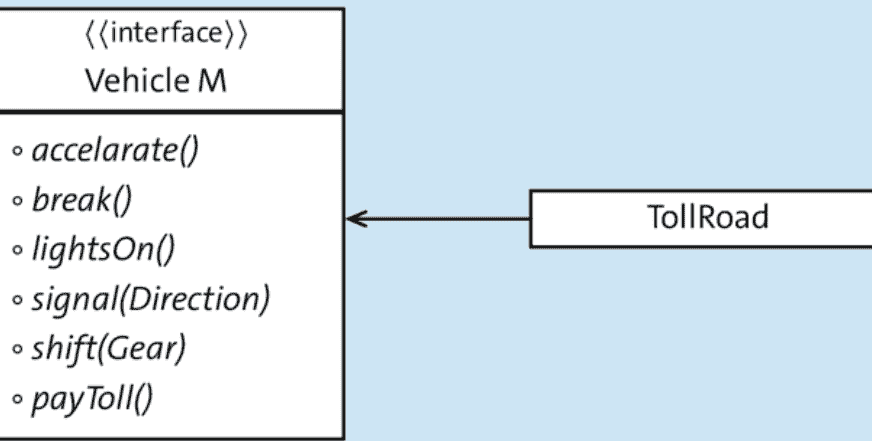 ⟨⟨interface⟩⟩
Vehicle M
accelarate()
break()
lightsOn()
signal(Direction)
shift(Gear)
payToll()
TollRoad